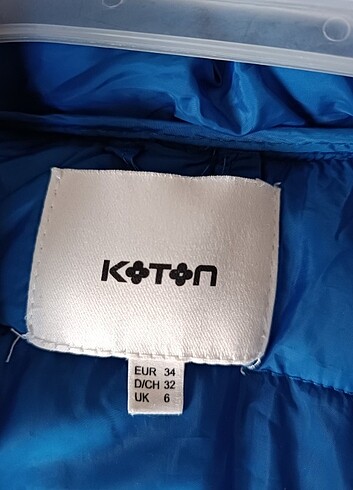 KOTON
EUR 34
D/CH 32
UK 6